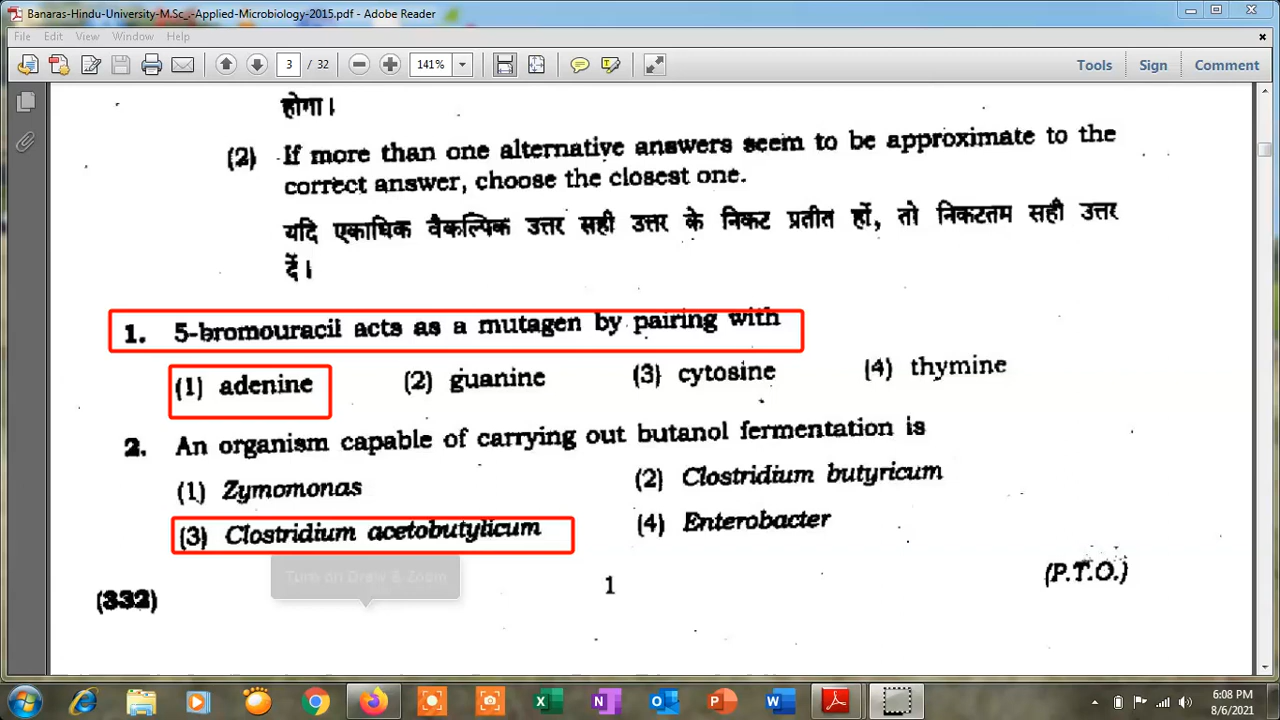 Banaras-Hindu-University-M.Sc_.-Applied-Microbiology-2015.pdf - Adobe Reader
File Edit View Window Help
3 / 32 141% Tools Sign Comment
होगा।
(2) If more than one alternative answers seem to be approximate to the
correct answer, choose the closest one.
यदि एकाधिक वैकल्पिक उत्तर सही उत्तर के निकट प्रतीत हों, तो निकटतम सही उत्तर
दें।
1. 5-bromouracil acts as a mutagen by pairing with
(1) adenine (2) guanine (3) cytosine (4) thymine
2. An organism capable of carrying out butanol fermentation is
(1) Zymomonas (2) Clostridium butyricum
(3) Clostridium acetobutylicum (4) Enterobacter
Turn on Draw & Zoom
(332) 1 (P.T.O.)
6:08 PM
8/6/2021